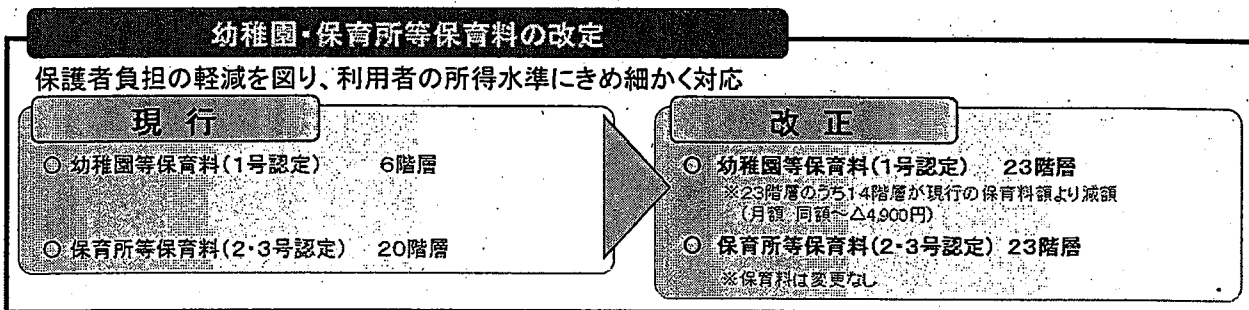 幼稚園・保育所等保育料の改定
保護者負担の軽減を図り、利用者の所得水準にきめ細かく対応
現 行
○ 幼稚園等保育料(1号認定) 6階層
○ 保育所等保育料(2・3号認定) 20階層
改 正
○ 幼稚園等保育料(1号認定) 23階層
※23階層のうち14階層が現行の保育料額より減額
(月額 同額～△4,900円)
○ 保育所等保育料(2・3号認定) 23階層
※保育料は変更なし